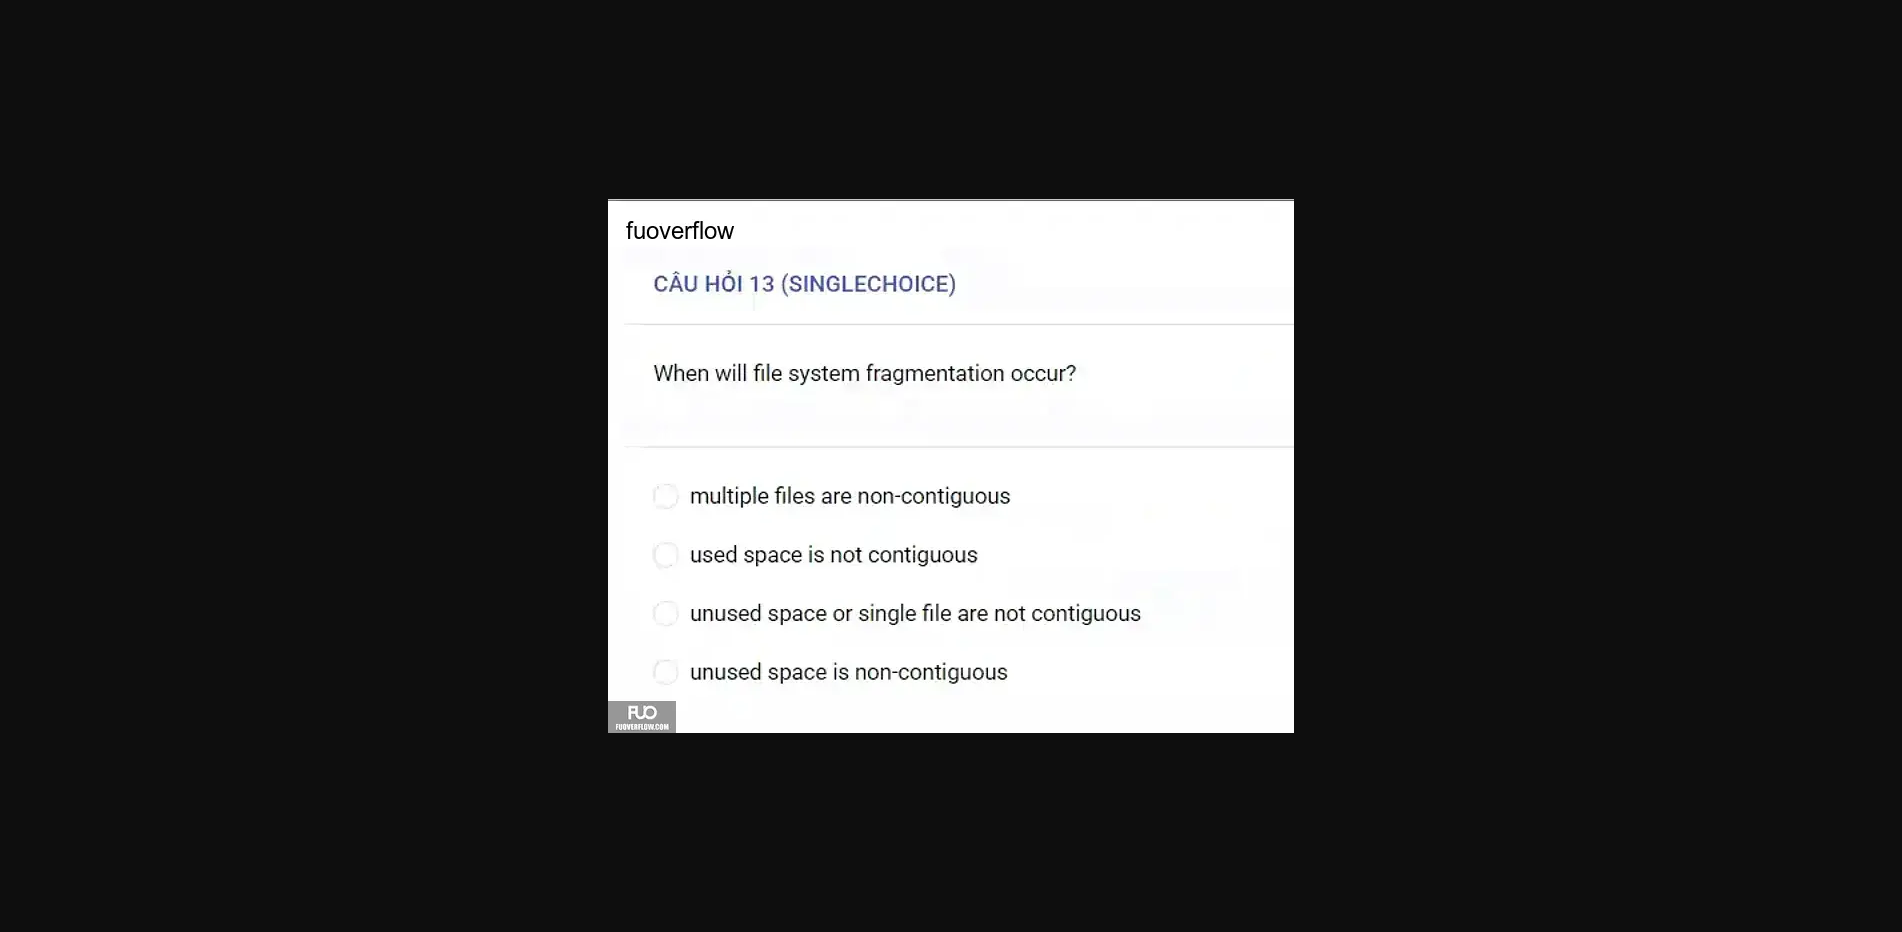 fuoverflow
CÂU HỎI 13 (SINGLECHOICE)
When will file system fragmentation occur?
multiple files are non-contiguous
used space is not contiguous
unused space or single file are not contiguous
unused space is non-contiguous
FUO
FUOVERFLOW.COM